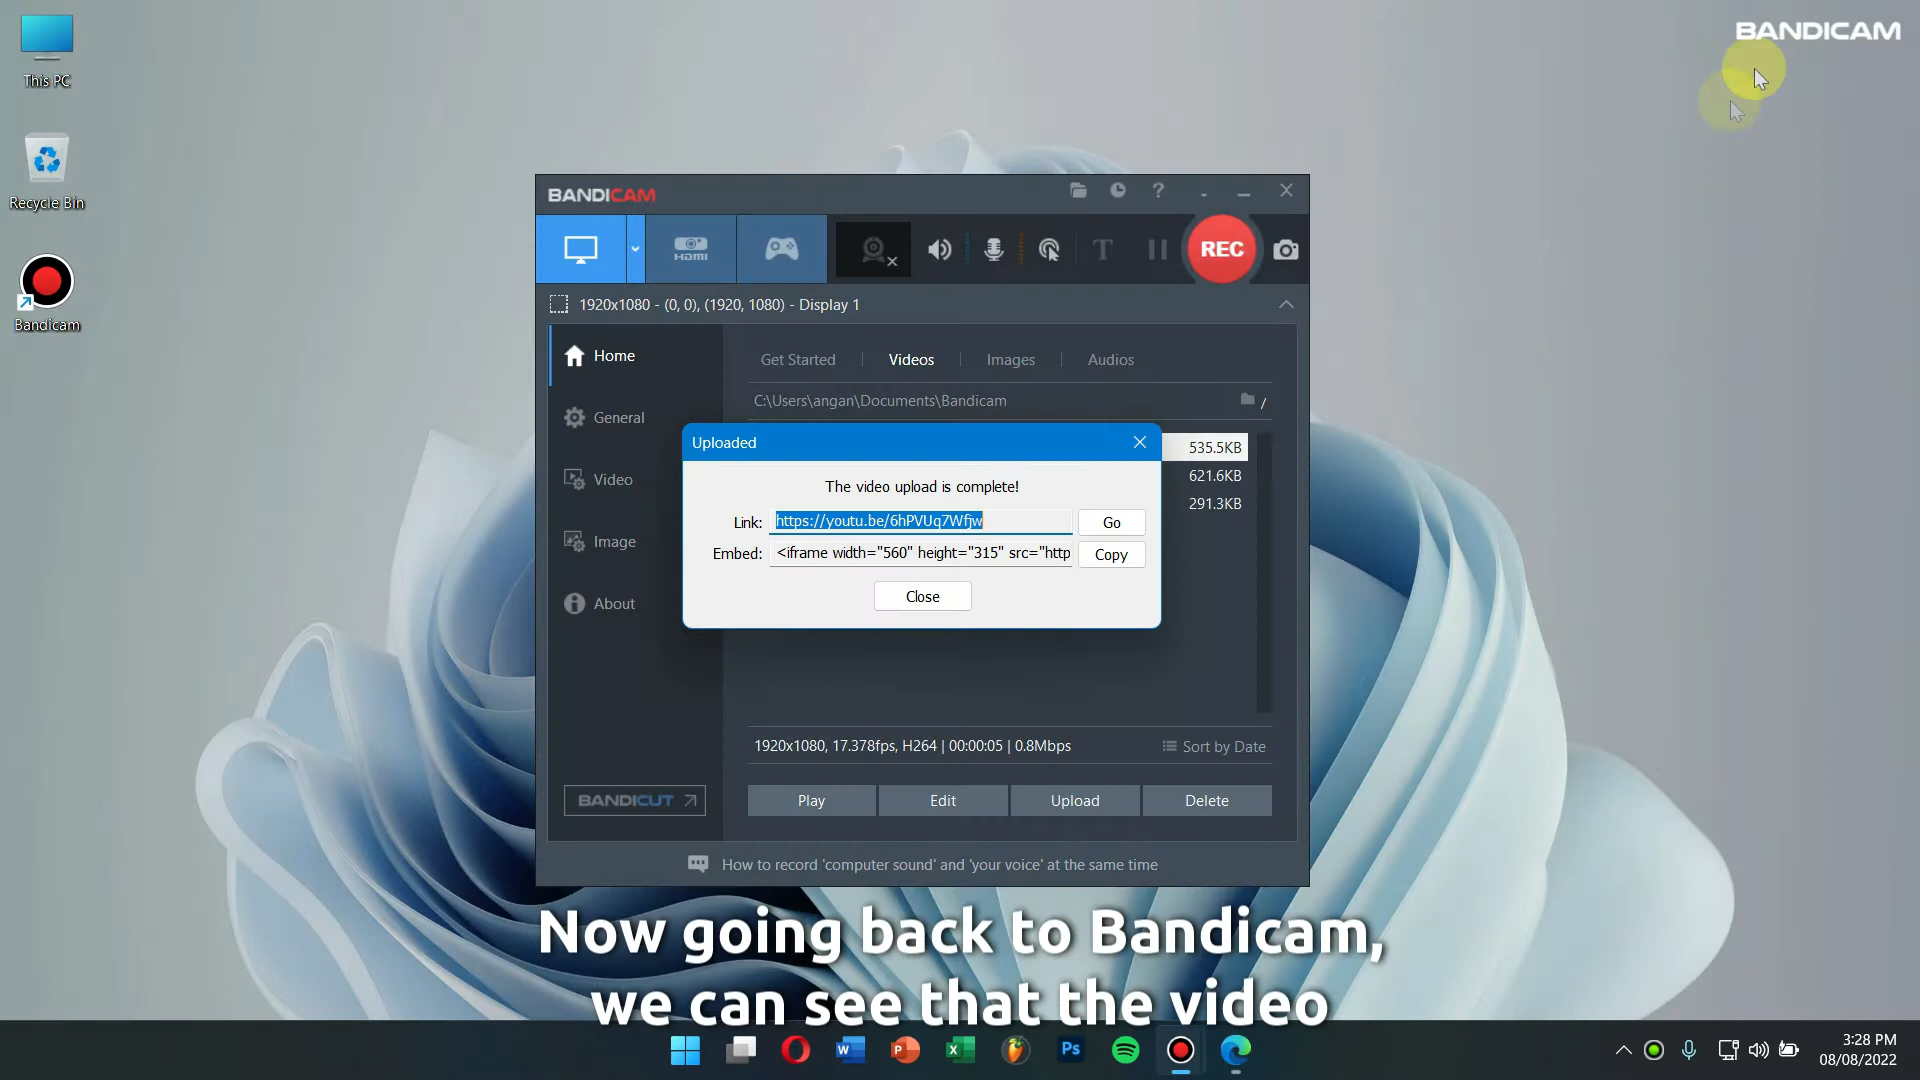 This PC
Recycle Bin
Bandicam
BANDICAM
BANDICAM
?
HDMI
T
REC
1920x1080 - (0, 0), (1920, 1080) - Display 1
Home
General
Video
Image
About
Get Started
Videos
Images
Audios
C:\Users\angan\Documents\Bandicam
/
535.5KB
621.6KB
291.3KB
Uploaded
The video upload is complete!
Link: https://youtu.be/6hPVUq7Wfjw Go
Embed: <iframe width="560" height="315" src="http Copy
Close
1920x1080, 17.378fps, H264 | 00:00:05 | 0.8Mbps
Sort by Date
BANDICUT
Play
Edit
Upload
Delete
How to record 'computer sound' and 'your voice' at the same time
Now going back to Bandicam,
we can see that the video
W
P
X
Ps
3:28 PM
08/08/2022